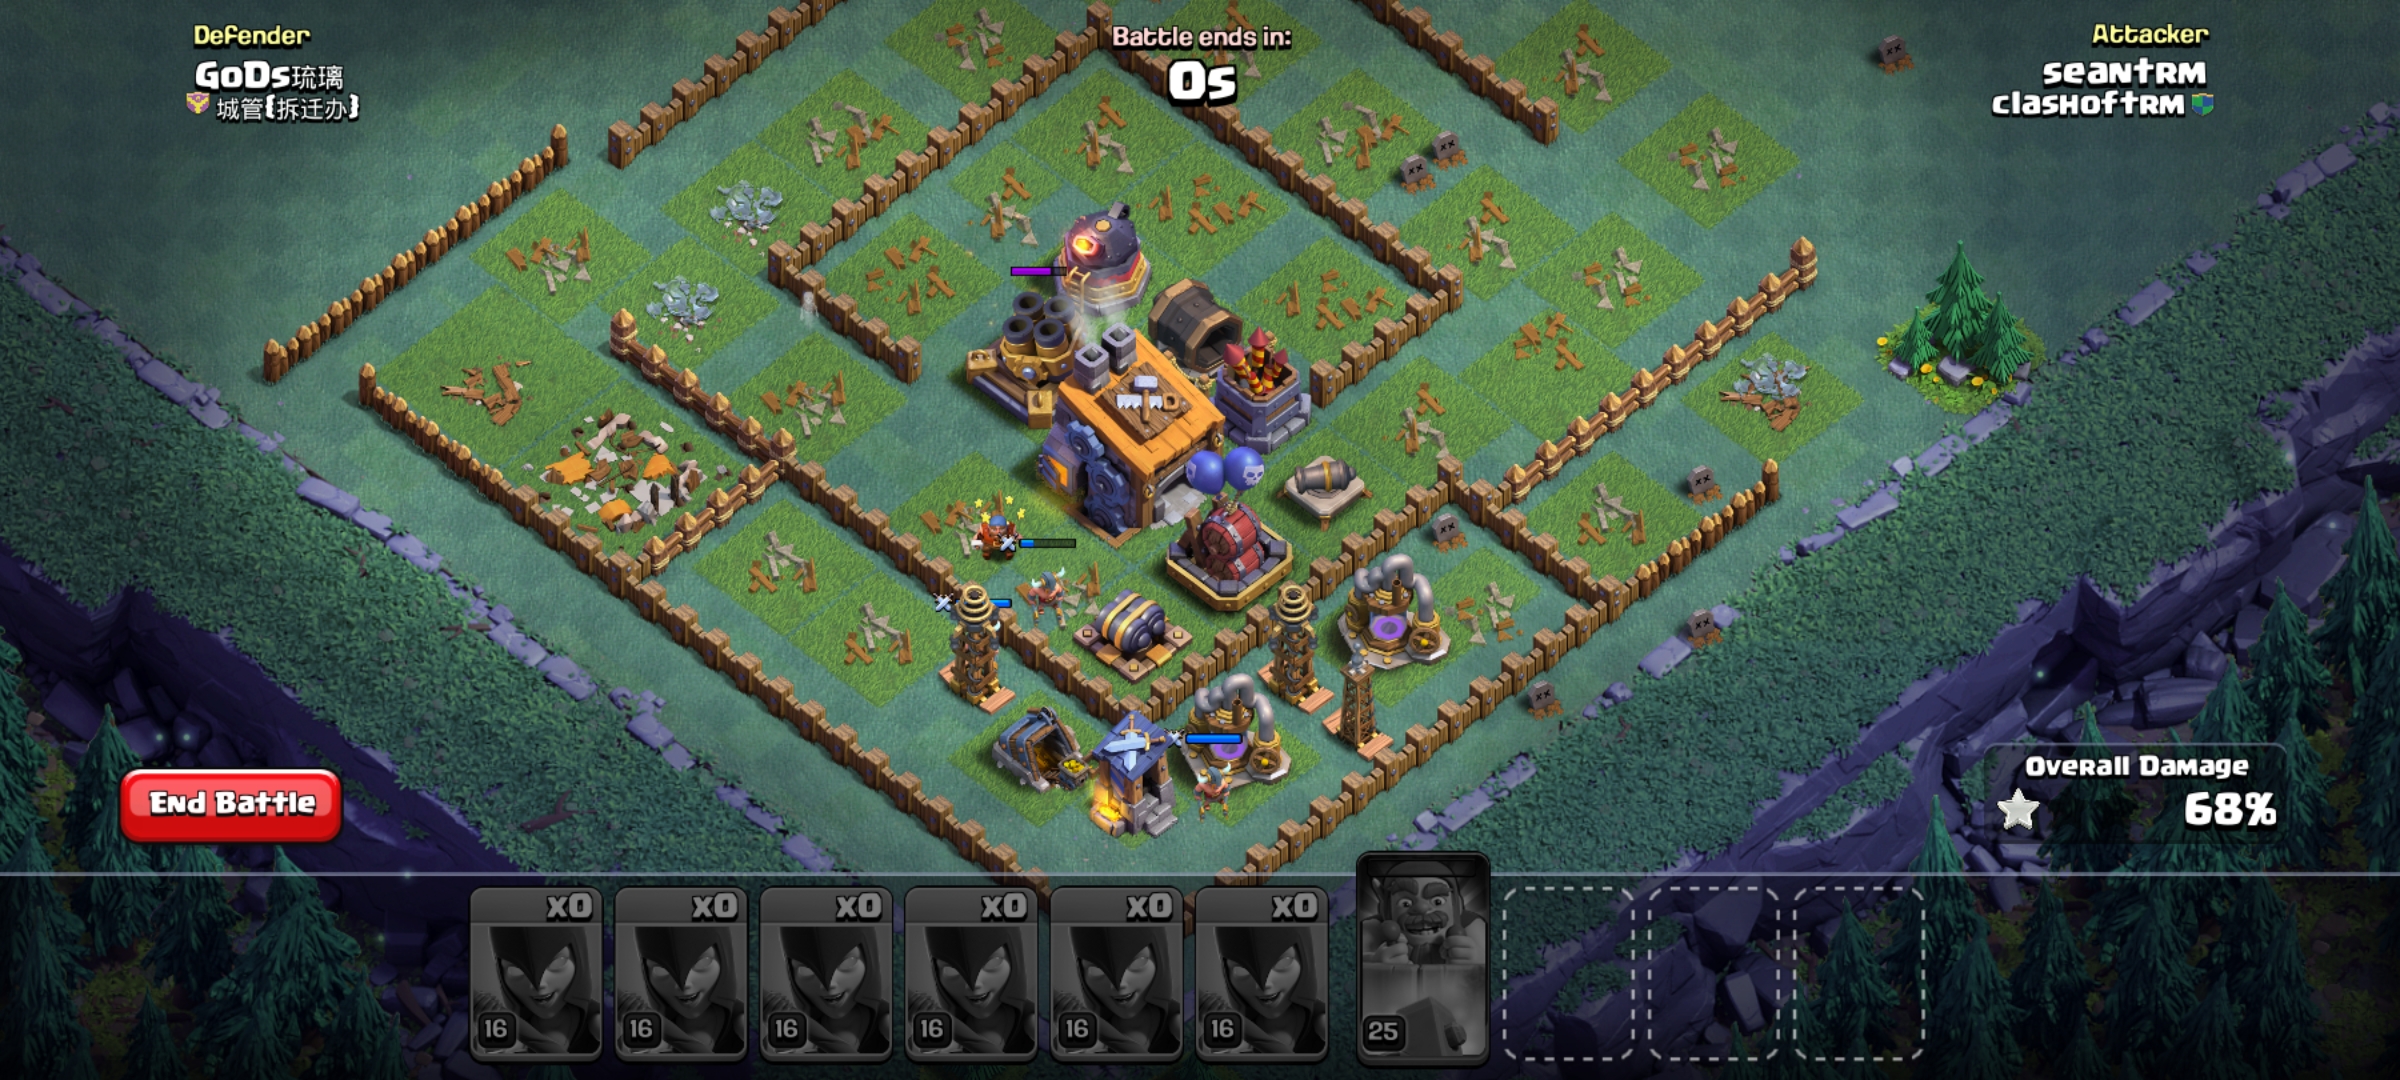 Defender
GoDs琉璃
城管{拆迁办}
Battle ends in:
0s
Attacker
seantRM
clashoftRM
End Battle
Overall Damage
68%
x0
x0
x0
x0
x0
x0
16
16
16
16
16
16
25